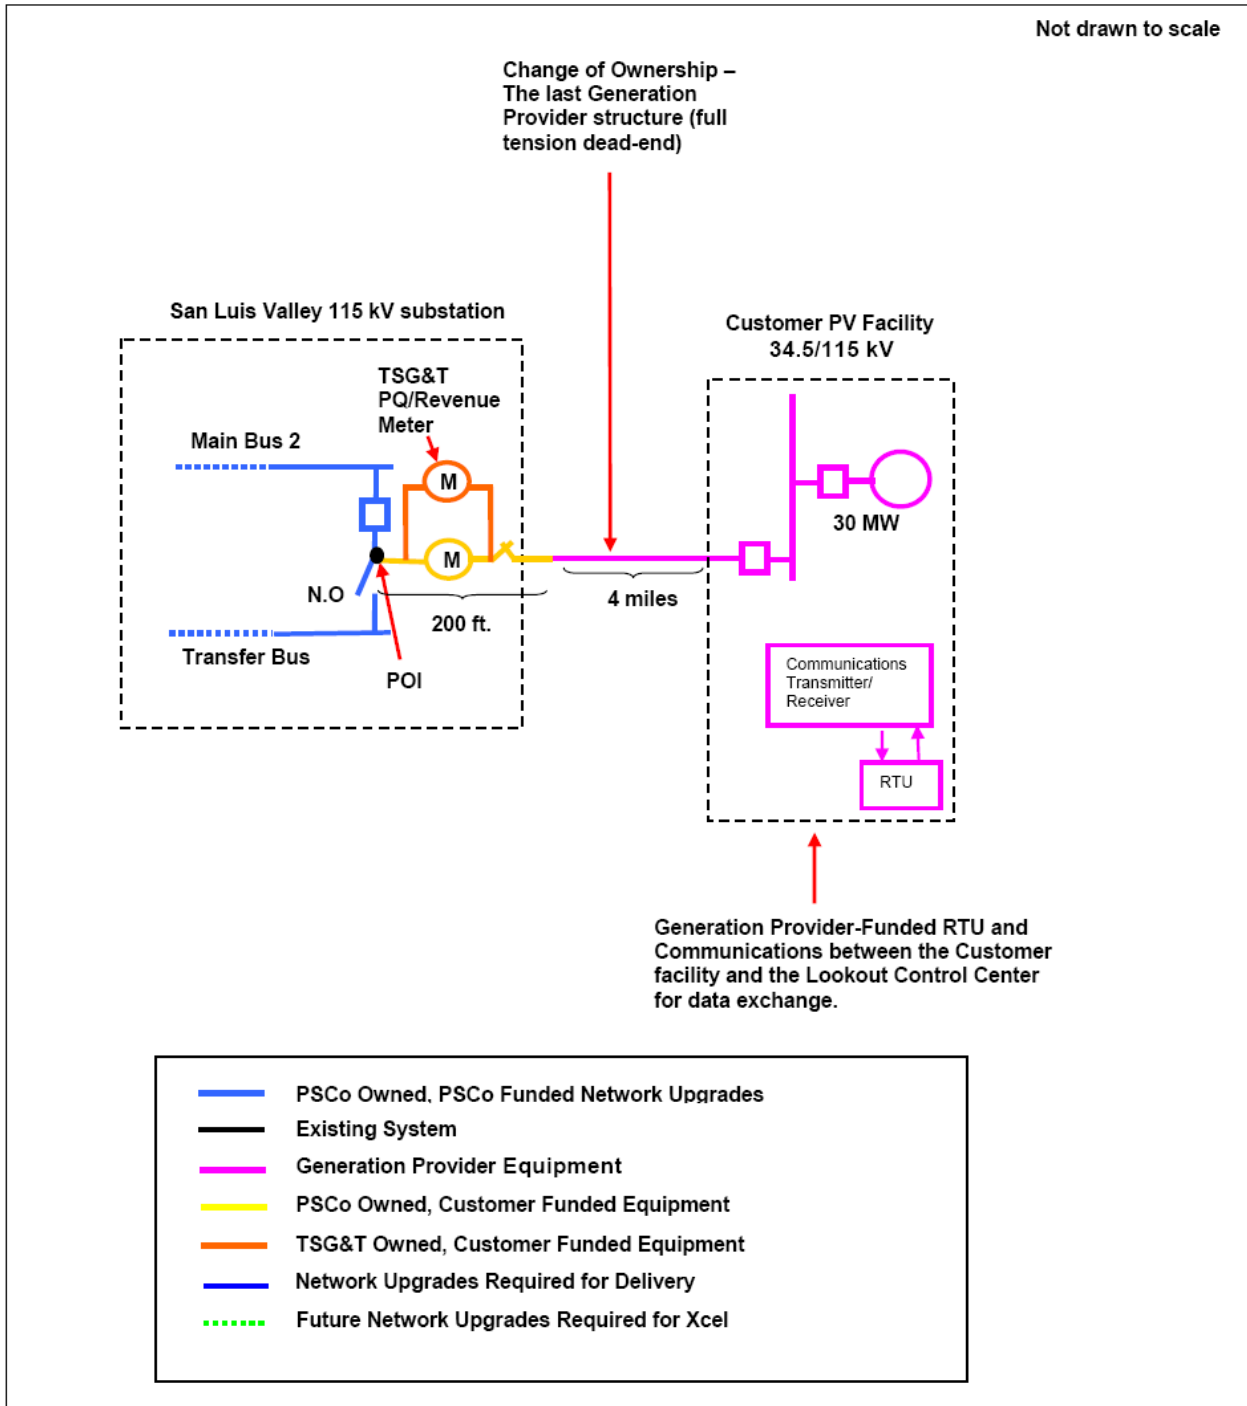 Not drawn to scale
Change of Ownership –
The last Generation
Provider structure (full
tension dead-end)
San Luis Valley 115 kV substation
Customer PV Facility
34.5/115 kV
TSG&T
PQ/Revenue
Meter
Main Bus 2
M
30 MW
M
N.O
4 miles
200 ft.
Transfer Bus
POI
Communications
Transmitter/
Receiver
RTU
Generation Provider-Funded RTU and
Communications between the Customer
facility and the Lookout Control Center
for data exchange.
PSCo Owned, PSCo Funded Network Upgrades
Existing System
Generation Provider Equipment
PSCo Owned, Customer Funded Equipment
TSG&T Owned, Customer Funded Equipment
Network Upgrades Required for Delivery
Future Network Upgrades Required for Xcel